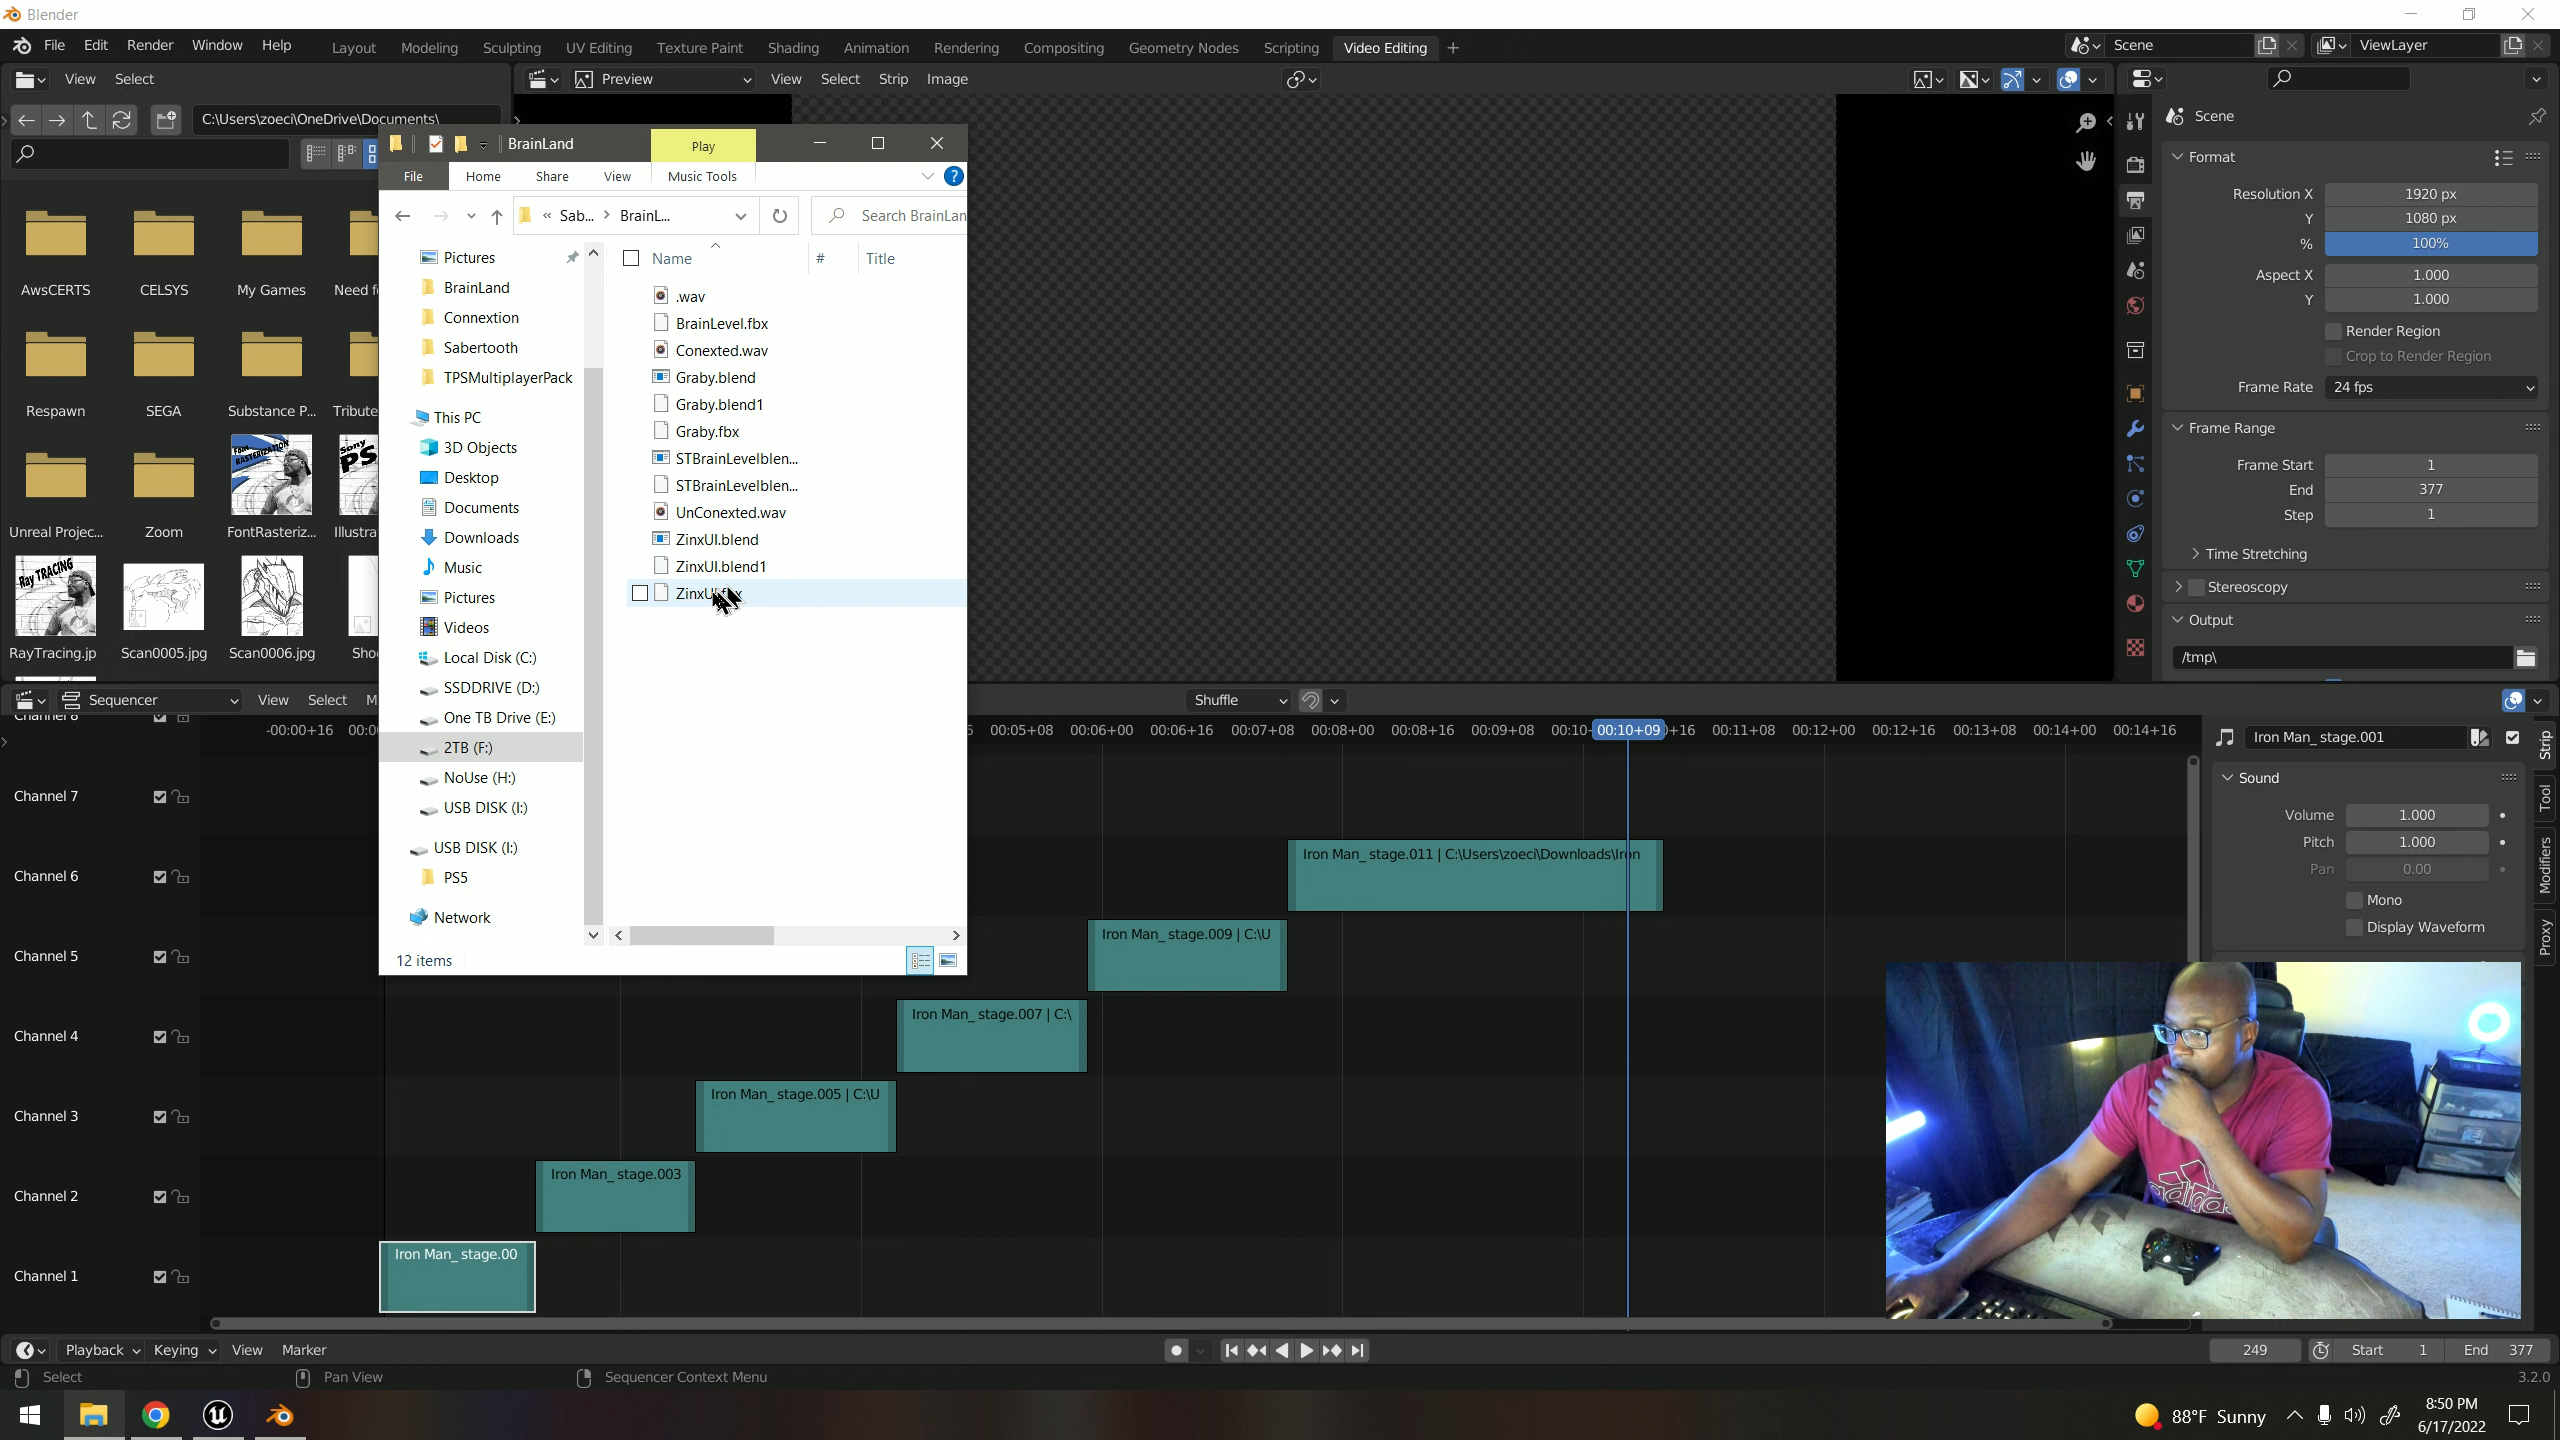 Blender
File Edit Render Window Help Layout Modeling Sculpting UV Editing Texture Paint Shading Animation Rendering Compositing Geometry Nodes Scripting Video Editing + Scene ViewLayer
View Select Preview View Select Strip Image
C:\Users\zoeci\OneDrive\Documents\
Scene
BrainLand Play
File Home Share View Music Tools
« Sab... > BrainL... Search BrainLan
AwsCERTS CELSYS My Games Need f
Respawn SEGA Substance P... Tribute
Unreal Projec... Zoom FontRasteriz... Illustra
Ray TRACING
RayTracing.jp Scan0005.jpg Scan0006.jpg Sho
Pictures
BrainLand
Connextion
Sabertooth
TPSMultiplayerPack
This PC
3D Objects
Desktop
Documents
Downloads
Music
Pictures
Videos
Local Disk (C:)
SSDDRIVE (D:)
One TB Drive (E:)
2TB (F:)
NoUse (H:)
USB DISK (I:)
USB DISK (I:)
PS5
Network
12 items
Name # Title
.wav
BrainLevel.fbx
Conexted.wav
Graby.blend
Graby.blend1
Graby.fbx
STBrainLevelblen...
STBrainLevelblen...
UnConexted.wav
ZinxUI.blend
ZinxUI.blend1
Format
Resolution X 1920 px
Y 1080 px
% 100%
Aspect X 1.000
Y 1.000
Render Region
Crop to Render Region
Frame Rate 24 fps
Frame Range
Frame Start 1
End 377
Step 1
Time Stretching
Stereoscopy
Output
/tmp\
Sequencer View Select M Shuffle
-00:00+16 00:0 00:05+08 00:06+00 00:06+16 00:07+08 00:08+00 00:08+16 00:09+08 00:10 00:10+09 +16 00:11+08 00:12+00 00:12+16 00:13+08 00:14+00 00:14+16
Channel 8
Channel 7
Channel 6
Channel 5
Channel 4
Channel 3
Channel 2
Channel 1
Iron Man_ stage.011 | C:\Users\zoeci\Downloads\Iron
Iron Man_ stage.009 | C:\U
Iron Man_ stage.007 | C:\
Iron Man_ stage.005 | C:\U
Iron Man_ stage.003
Iron Man_ stage.00
Iron Man_ stage.001
Sound
Volume 1.000
Pitch 1.000
Pan 0.00
Mono
Display Waveform
Strip
Tool
Modifiers
Proxy
adidas
Playback Keying View Marker 249 Start 1 End 377
Select Pan View Sequencer Context Menu 3.2.0
88°F Sunny
8:50 PM
6/17/2022